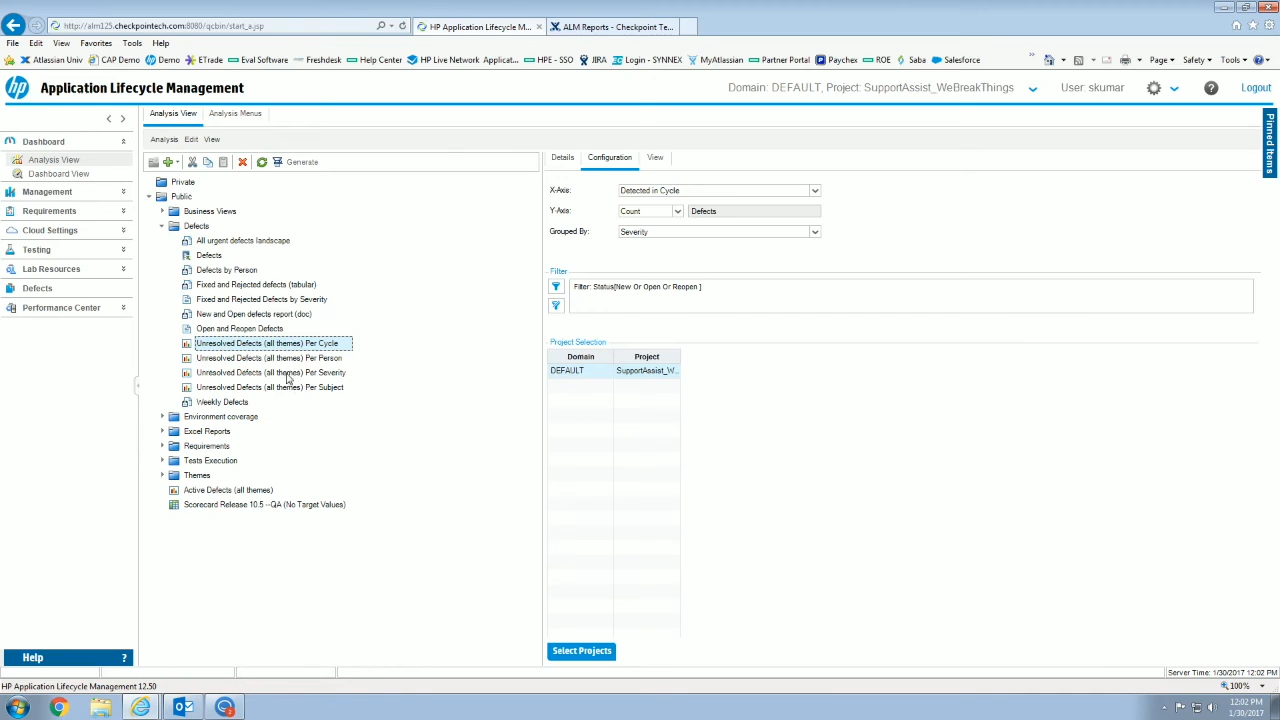 http://alm125.checkpointech.com:8080/qcbin/start_a.jsp
HP Application Lifecycle M...
ALM Reports - Checkpoint Te...
File Edit View Favorites Tools Help
Atlassian Univ CAP Demo Demo ETrade Eval Software Freshdesk Help Center HP Live Network Applicat... HPE - SSO JIRA Login - SYNNEX MyAtlassian Partner Portal Paychex ROE Saba Salesforce
Page Safety Tools
hp Application Lifecycle Management
Domain: DEFAULT, Project: SupportAssist_WeBreakThings
User: skumar
Logout
Pinned Items
Dashboard
Analysis View
Dashboard View
Management
Requirements
Cloud Settings
Testing
Lab Resources
Defects
Performance Center
Help ?
Analysis View Analysis Menus
Analysis Edit View
Generate
Private
Public
Business Views
Defects
All urgent defects landscape
Defects
Defects by Person
Fixed and Rejected defects (tabular)
Fixed and Rejected Defects by Severity
New and Open defects report (doc)
Open and Reopen Defects
Unresolved Defects (all themes) Per Cycle
Unresolved Defects (all themes) Per Person
Unresolved Defects (all themes) Per Severity
Unresolved Defects (all themes) Per Subject
Weekly Defects
Environment coverage
Excel Reports
Requirements
Tests Execution
Themes
Active Defects (all themes)
Scorecard Release 10.5 --QA (No Target Values)
Details Configuration View
X-Axis: Detected in Cycle
Y-Axis: Count Defects
Grouped By: Severity
Filter
Filter: Status[New Or Open Or Reopen ]
Project Selection
Domain Project
DEFAULT SupportAssist_W...
Select Projects
Server Time: 1/30/2017 12:02 PM
HP Application Lifecycle Management 12.50
100%
12:02 PM
1/30/2017